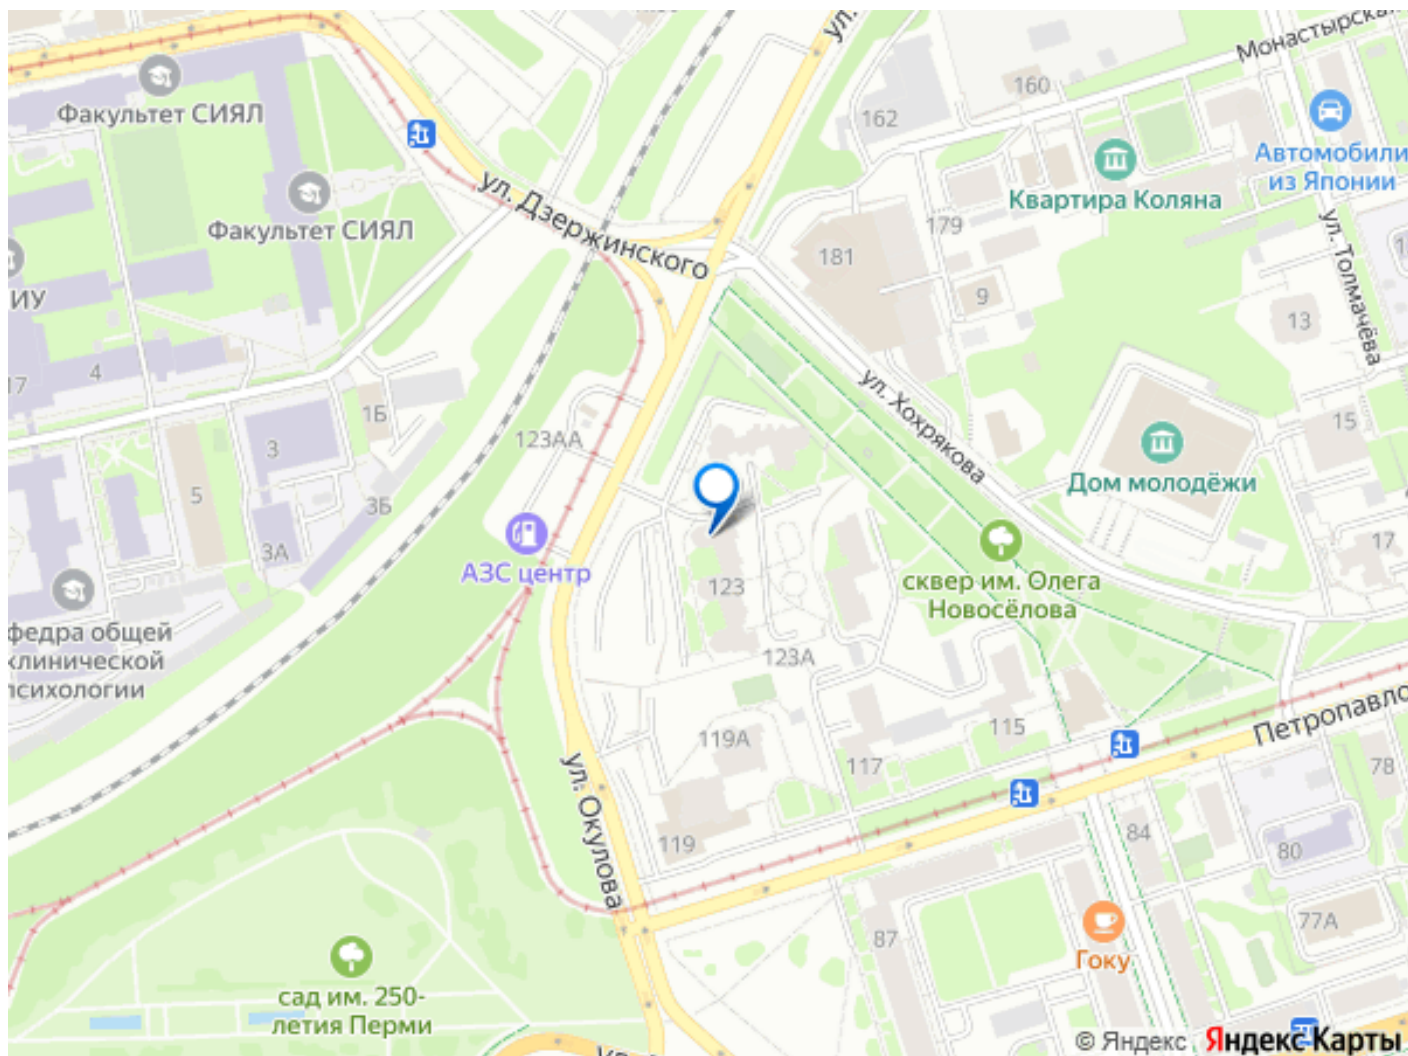 Монастырская
160
162
Факультет СИЯЛ
Автомобили
из Японии
Квартира Коляна
ул. Дзержинского
ул.
Факультет СИЯЛ
179
181
ул. Толмачёва
ИУ
9
13
4
17
ул. Хохрякова
1Б
15
123АА
3
Дом молодёжи
5
3Б
3А
17
АЗС центр
123
сквер им. Олега
Новосёлова
федра общей
клинической
психологии
123А
115
119А
117
Петропавло
78
ул. Окулова
119
84
80
77А
87
Гоку
сад им. 250-
летия Перми
© Яндекс Яндекс Карты